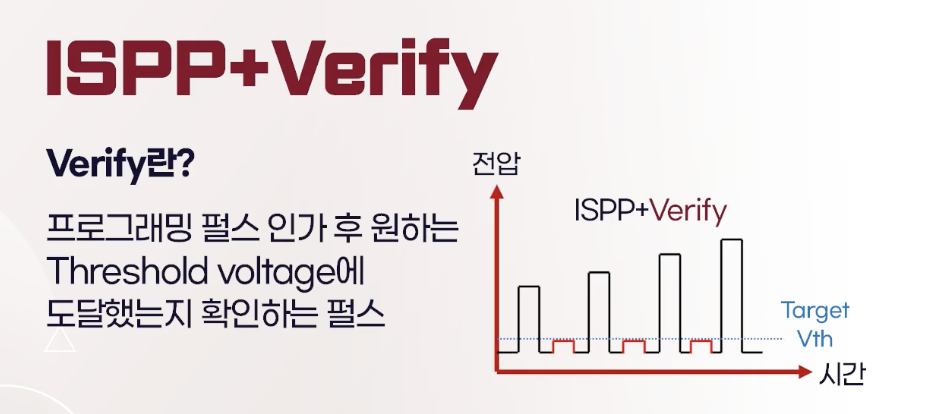 ISPP+Verify
Verify란?
프로그래밍 펄스 인가 후 원하는
Threshold voltage에
도달했는지 확인하는 펄스
전압
ISPP+Verify
Target
Vth
시간